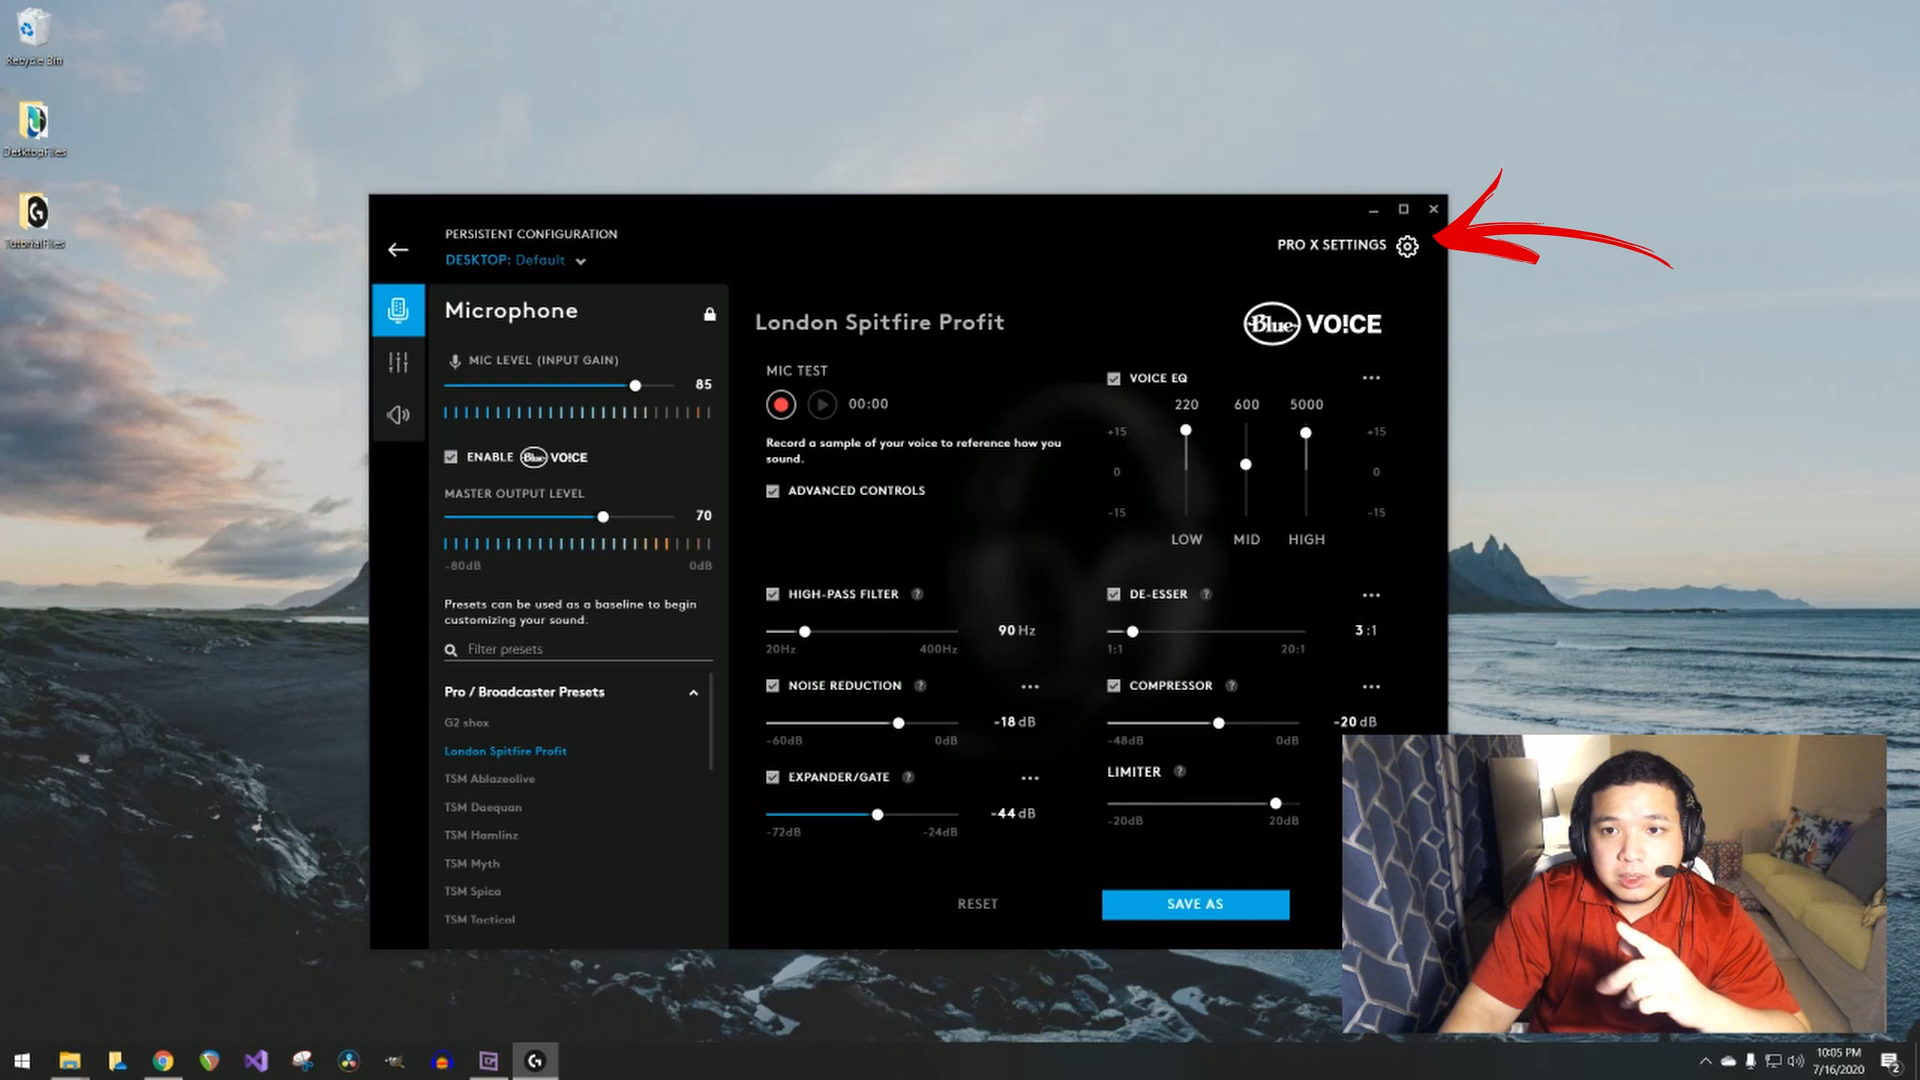 Recycle Bin
DesktopFiles
TutorialFiles
PERSISTENT CONFIGURATION
DESKTOP: Default
PRO X SETTINGS
Microphone
MIC LEVEL (INPUT GAIN)
85
ENABLE Blue VO!CE
MASTER OUTPUT LEVEL
70
-80dB 0dB
Presets can be used as a baseline to begin
customizing your sound.
Filter presets
Pro / Broadcaster Presets
G2 shox
London Spitfire Profit
TSM Ablazeolive
TSM Daequan
TSM Hamlinz
TSM Myth
TSM Spica
TSM Tactical
London Spitfire Profit
Blue VO!CE
MIC TEST
00:00
Record a sample of your voice to reference how you
sound.
ADVANCED CONTROLS
VOICE EQ
220 600 5000
+15 +15
0 0
-15 -15
LOW MID HIGH
HIGH-PASS FILTER ?
90 Hz
20Hz 400Hz
DE-ESSER ?
3 :1
1:1 20:1
NOISE REDUCTION ?
-18 dB
-60dB 0dB
COMPRESSOR ?
-20 dB
-48dB 0dB
EXPANDER/GATE ?
-44 dB
-72dB -24dB
LIMITER ?
-20dB 20dB
RESET
SAVE AS
10:05 PM
7/16/2020
2